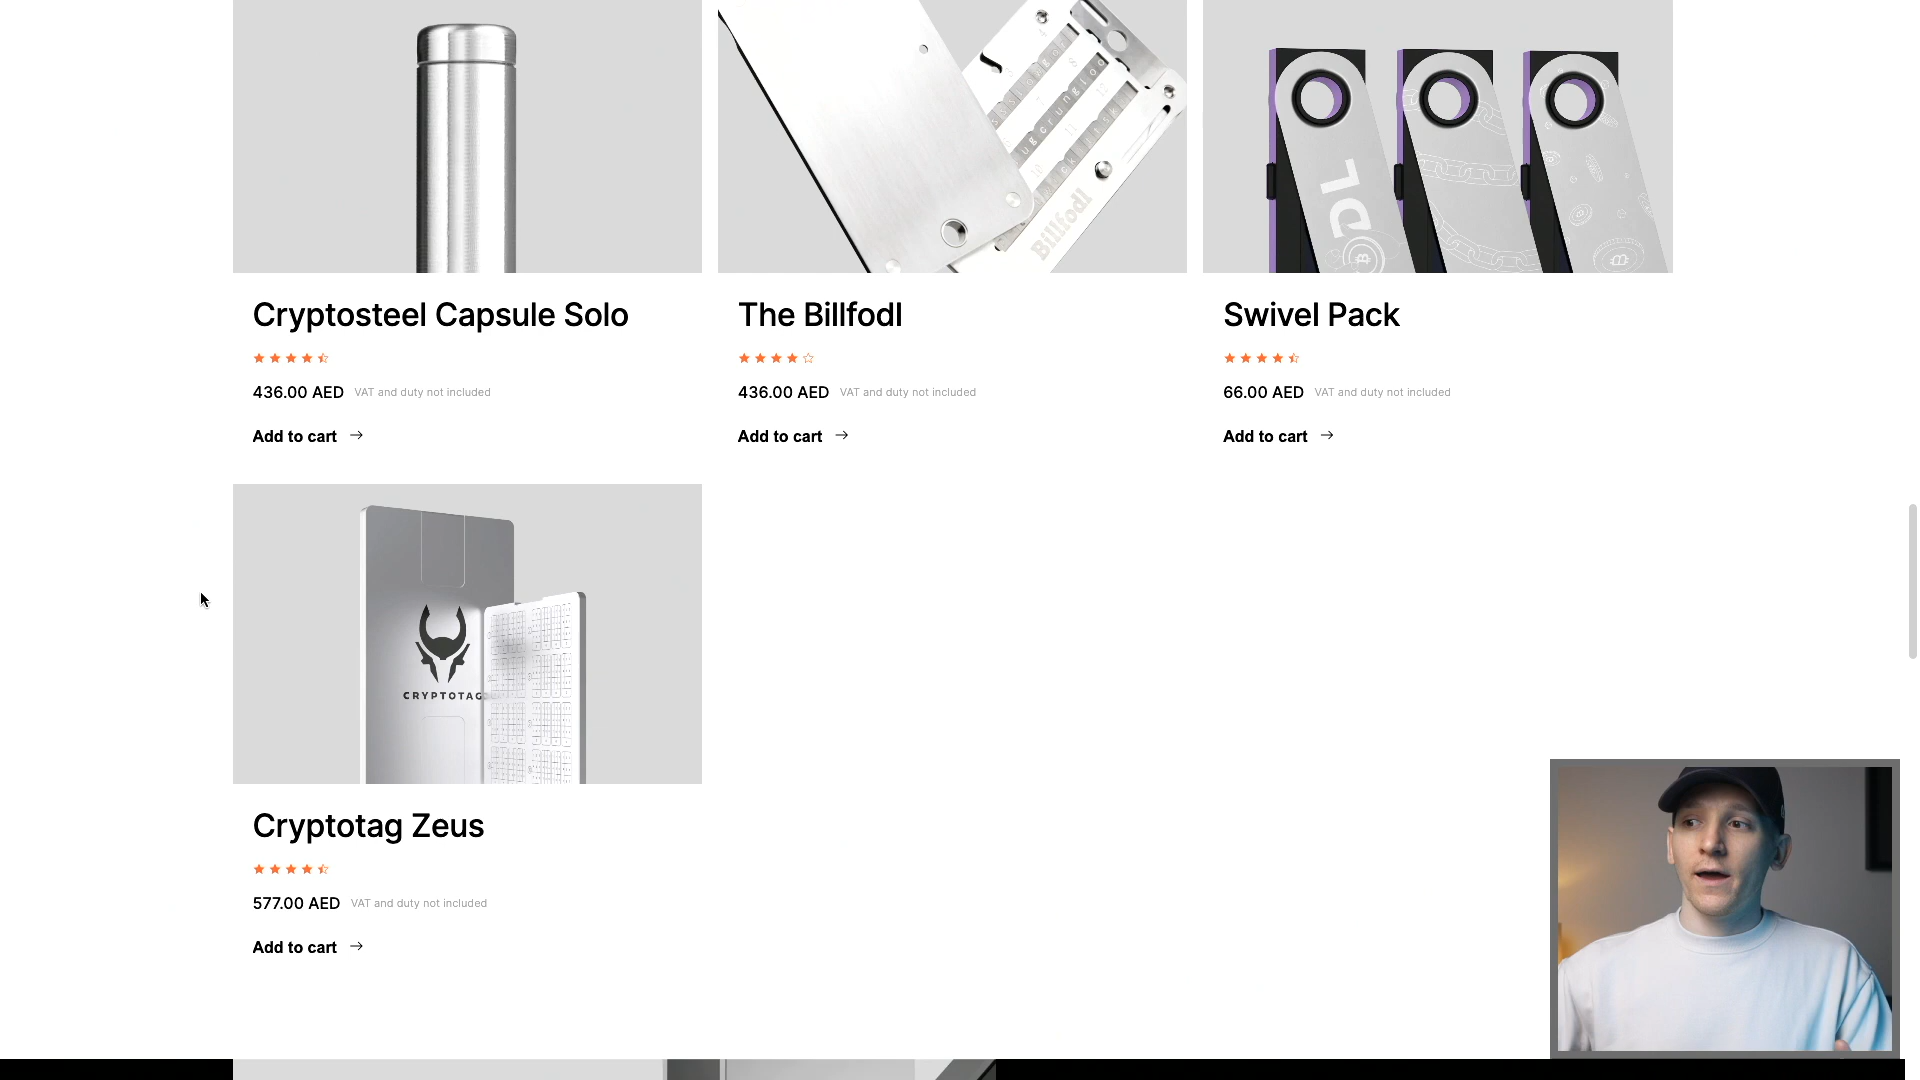 Billfodl
Cryptosteel Capsule Solo
436.00 AED VAT and duty not included
Add to cart →
The Billfodl
436.00 AED VAT and duty not included
Add to cart →
Swivel Pack
66.00 AED VAT and duty not included
Add to cart →
CRYPTOTAG
Cryptotag Zeus
577.00 AED VAT and duty not included
Add to cart →